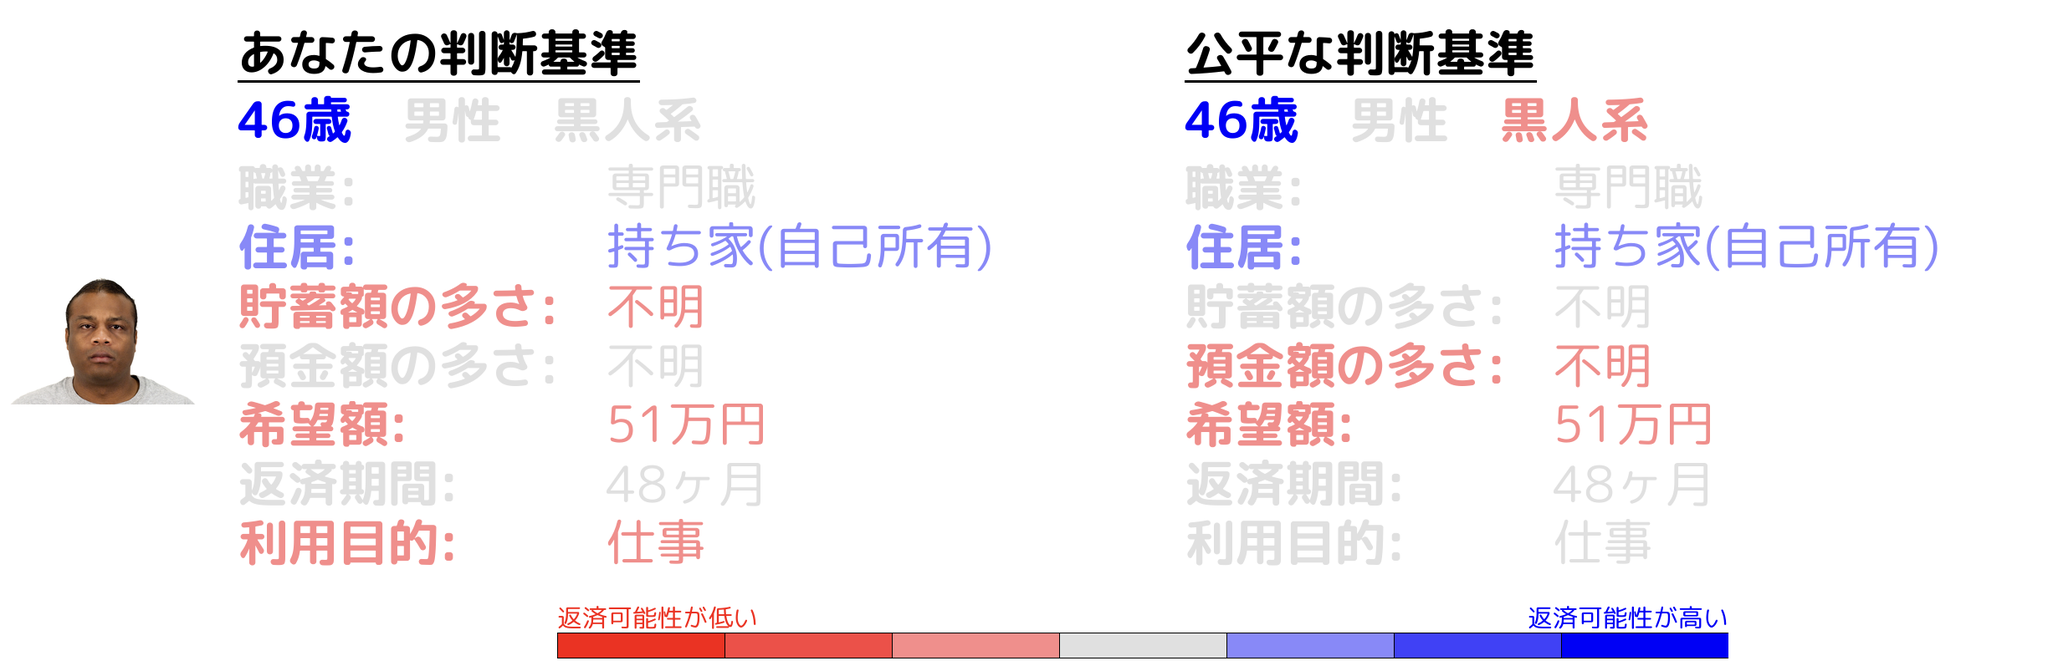 あなたの判断基準
46歳 男性 黒人系
職業: 専門職
住居: 持ち家(自己所有)
貯蓄額の多さ: 不明
預金額の多さ: 不明
希望額: 51万円
返済期間: 48ヶ月
利用目的: 仕事
公平な判断基準
46歳 男性 黒人系
職業: 専門職
住居: 持ち家(自己所有)
貯蓄額の多さ: 不明
預金額の多さ: 不明
希望額: 51万円
返済期間: 48ヶ月
利用目的: 仕事
返済可能性が低い
返済可能性が高い